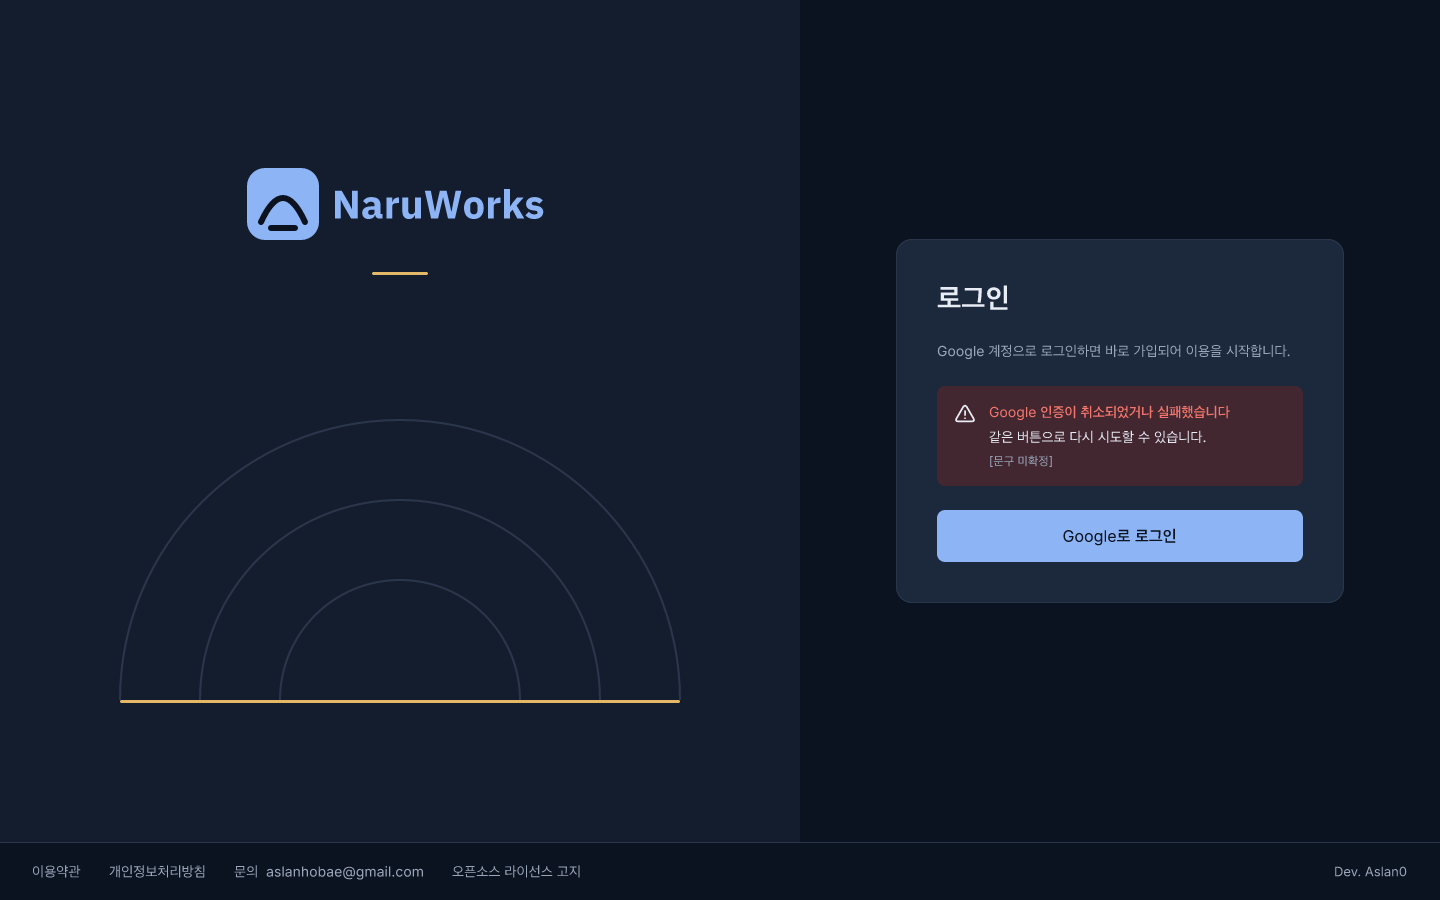 NaruWorks
로그인
Google 계정으로 로그인하면 바로 가입되어 이용을 시작합니다.
Google 인증이 취소되었거나 실패했습니다
같은 버튼으로 다시 시도할 수 있습니다.
[문구 미확정]
Google로 로그인
이용약관 개인정보처리방침 문의 aslanhobae@gmail.com 오픈소스 라이선스 고지 Dev. Aslan0